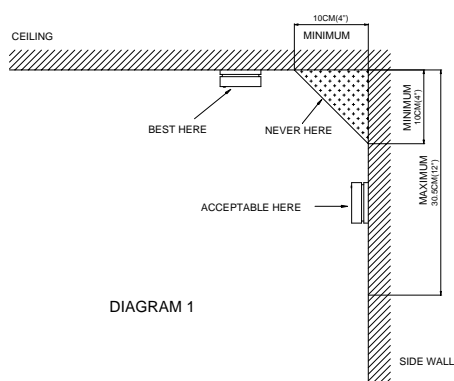 10CM(4")
CEILING
MINIMUM
BEST HERE
NEVER HERE
MINIMUM
10CM(4")
MAXIMUM
30.5CM(12")
ACCEPTABLE HERE
DIAGRAM 1
SIDE WALL